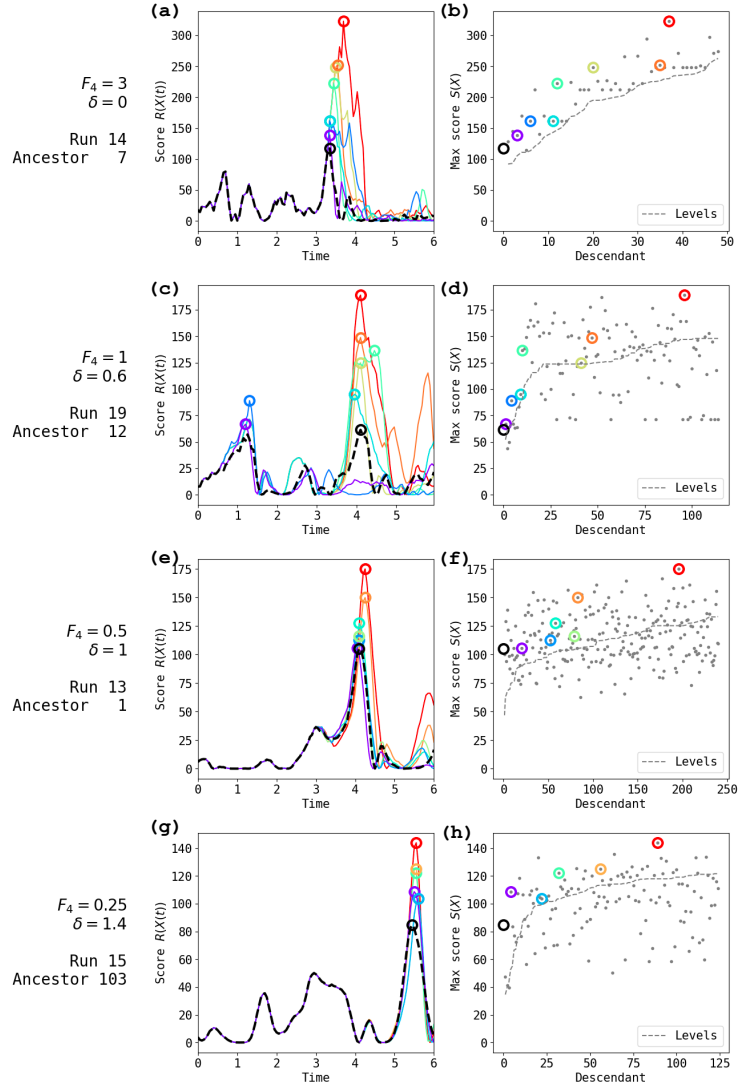 (a)
(b)
F₄ = 3
δ = 0
Run 14
Ancestor 7
Score R(X(t))
300
250
200
150
100
50
0
0 1 2 3 4 5 6
Time
Max score S(X)
300
250
200
150
100
50
0
Levels
0 10 20 30 40 50
Descendant
(c)
(d)
F₄ = 1
δ = 0.6
Run 19
Ancestor 12
Score R(X(t))
175
150
125
100
75
50
25
0
0 1 2 3 4 5 6
Time
Max score S(X)
175
150
125
100
75
50
25
0
Levels
0 25 50 75 100
Descendant
(e)
(f)
F₄ = 0.5
δ = 1
Run 13
Ancestor 1
Score R(X(t))
175
150
125
100
75
50
25
0
0 1 2 3 4 5 6
Time
Max score S(X)
175
150
125
100
75
50
25
0
Levels
0 50 100 150 200 250
Descendant
(g)
(h)
F₄ = 0.25
δ = 1.4
Run 15
Ancestor 103
Score R(X(t))
140
120
100
80
60
40
20
0
0 1 2 3 4 5 6
Time
Max score S(X)
140
120
100
80
60
40
20
0
Levels
0 25 50 75 100 125
Descendant